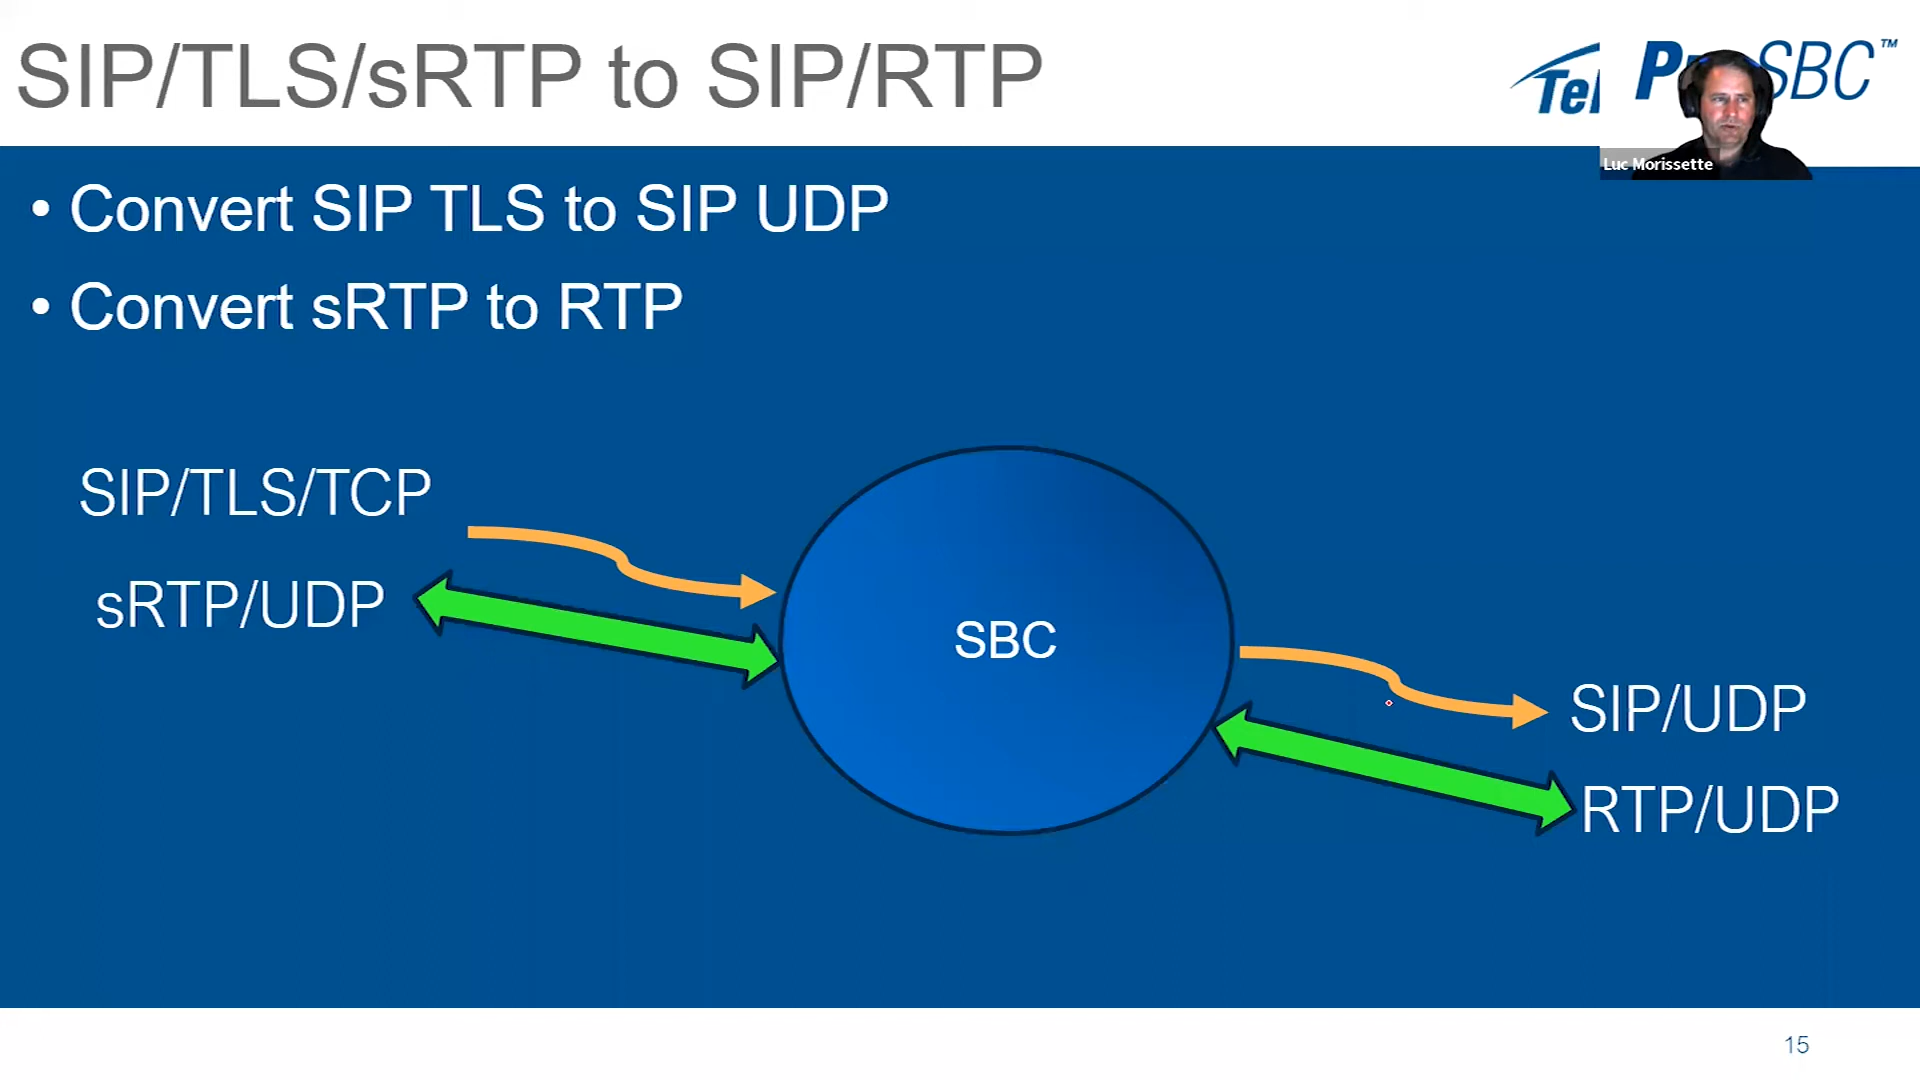 SIP/TLS/sRTP to SIP/RTP
SBC™
Luc Morissette
• Convert SIP TLS to SIP UDP
• Convert sRTP to RTP
SIP/TLS/TCP
sRTP/UDP
SBC
SIP/UDP
RTP/UDP
15